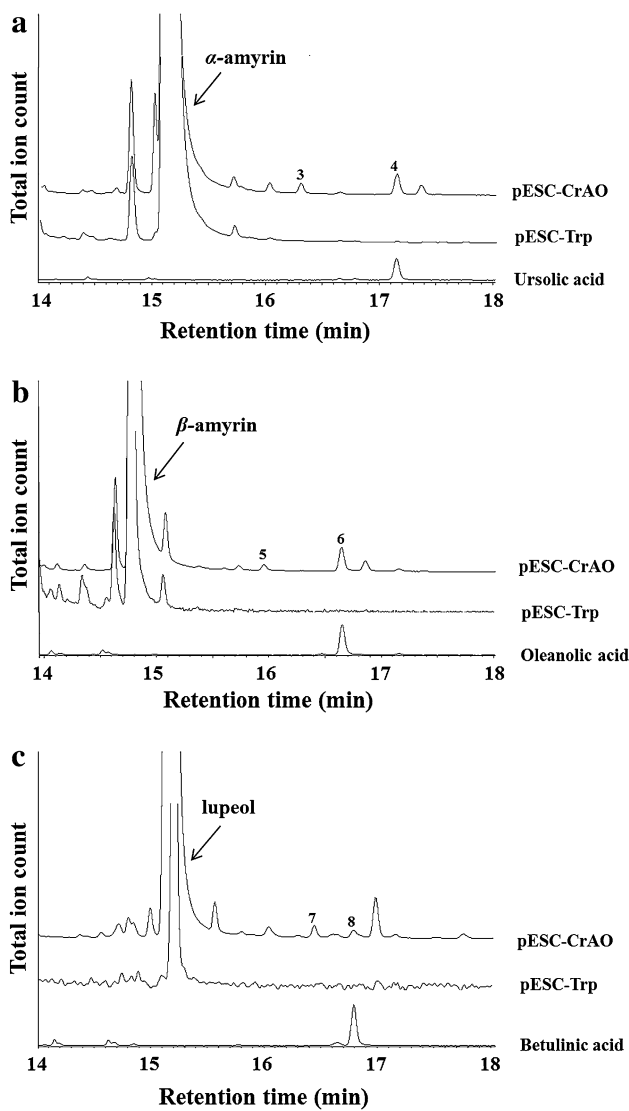 a
Total ion count
α-amyrin
3
4
pESC-CrAO
pESC-Trp
Ursolic acid
14 15 16 17 18
Retention time (min)
b
Total ion count
β-amyrin
5
6
pESC-CrAO
pESC-Trp
Oleanolic acid
14 15 16 17 18
Retention time (min)
c
Total ion count
lupeol
7
8
pESC-CrAO
pESC-Trp
Betulinic acid
14 15 16 17 18
Retention time (min)